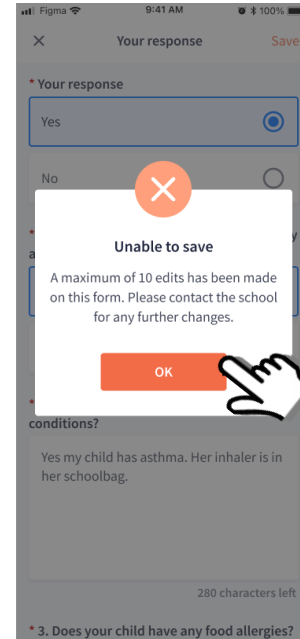 Figma 9:41 AM 100%
Your response Save
* Your response
Yes
No
* y
a
Unable to save
A maximum of 10 edits has been made
on this form. Please contact the school
for any further changes.
OK
*
conditions?
Yes my child has asthma. Her inhaler is in
her schoolbag.
280 characters left
* 3. Does your child have any food allergies?